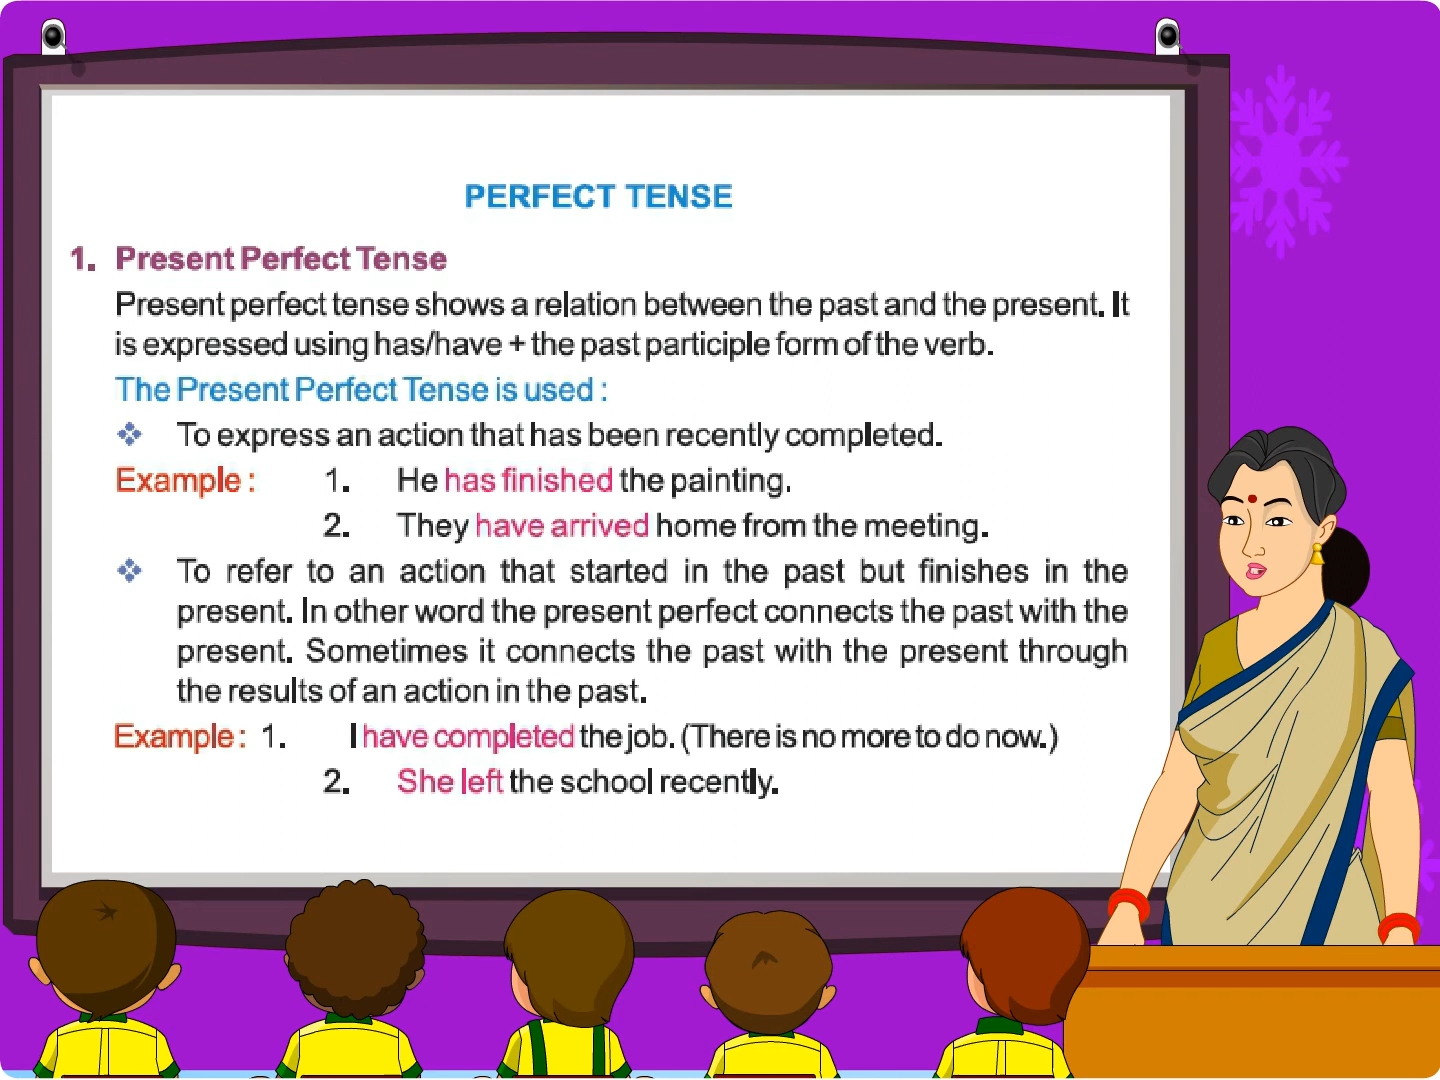 PERFECT TENSE
1. Present Perfect Tense
Present perfect tense shows a relation between the past and the present. It
is expressed using has/have + the past participle form of the verb.
The Present Perfect Tense is used :
❖ To express an action that has been recently completed.
Example : 1. He has finished the painting.
2. They have arrived home from the meeting.
❖ To refer to an action that started in the past but finishes in the
present. In other word the present perfect connects the past with the
present. Sometimes it connects the past with the present through
the results of an action in the past.
Example : 1. I have completed the job. (There is no more to do now.)
2. She left the school recently.